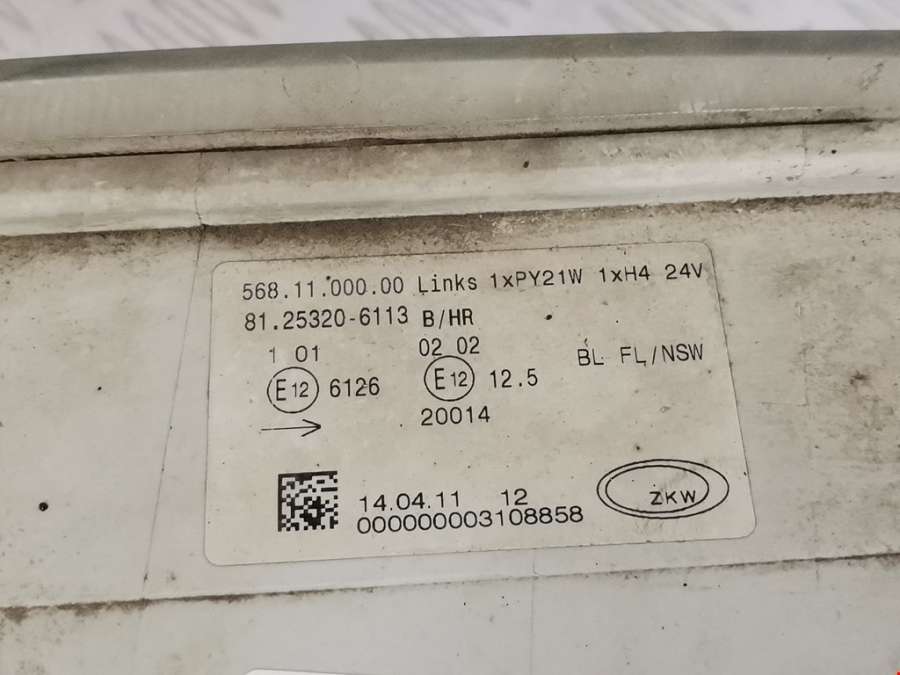 568.11.000.00 Links 1xPY21W 1xH4 24V
81.25320-6113 B/HR
1 01 02 02 BL FL/NSW
E12 6126 E12 12.5
20014
14.04.11 12
000000003108858
ZKW